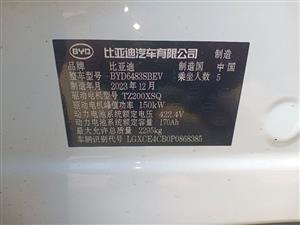 BYD 比亚迪汽车有限公司 制造
品牌 比亚迪 制造国 中国
整车型号 BYD6483SBEV 乘坐人数 5
制造年月 2023年12月
驱动电机型号 TZ200XSQ
驱动电机峰值功率 150kW
动力电池系统额定电压 422.4V
动力电池系统额定容量 170Ah
最大允许总质量 2295kg
车辆识别代号 LGXCE4CB0P0868385